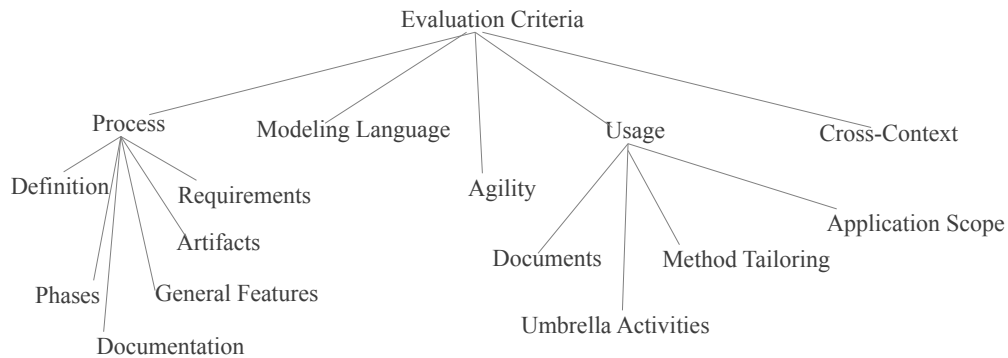 Evaluation Criteria
Process
Modeling Language
Usage
Cross-Context
Definition
Requirements
Agility
Artifacts
Application Scope
Documents
Method Tailoring
Phases
General Features
Umbrella Activities
Documentation